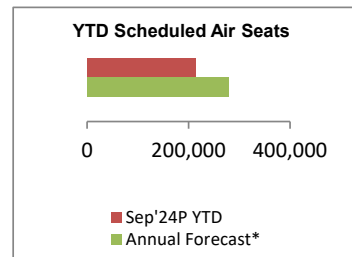 YTD Scheduled Air Seats
0 200,000 400,000
Sep'24P YTD
Annual Forecast*